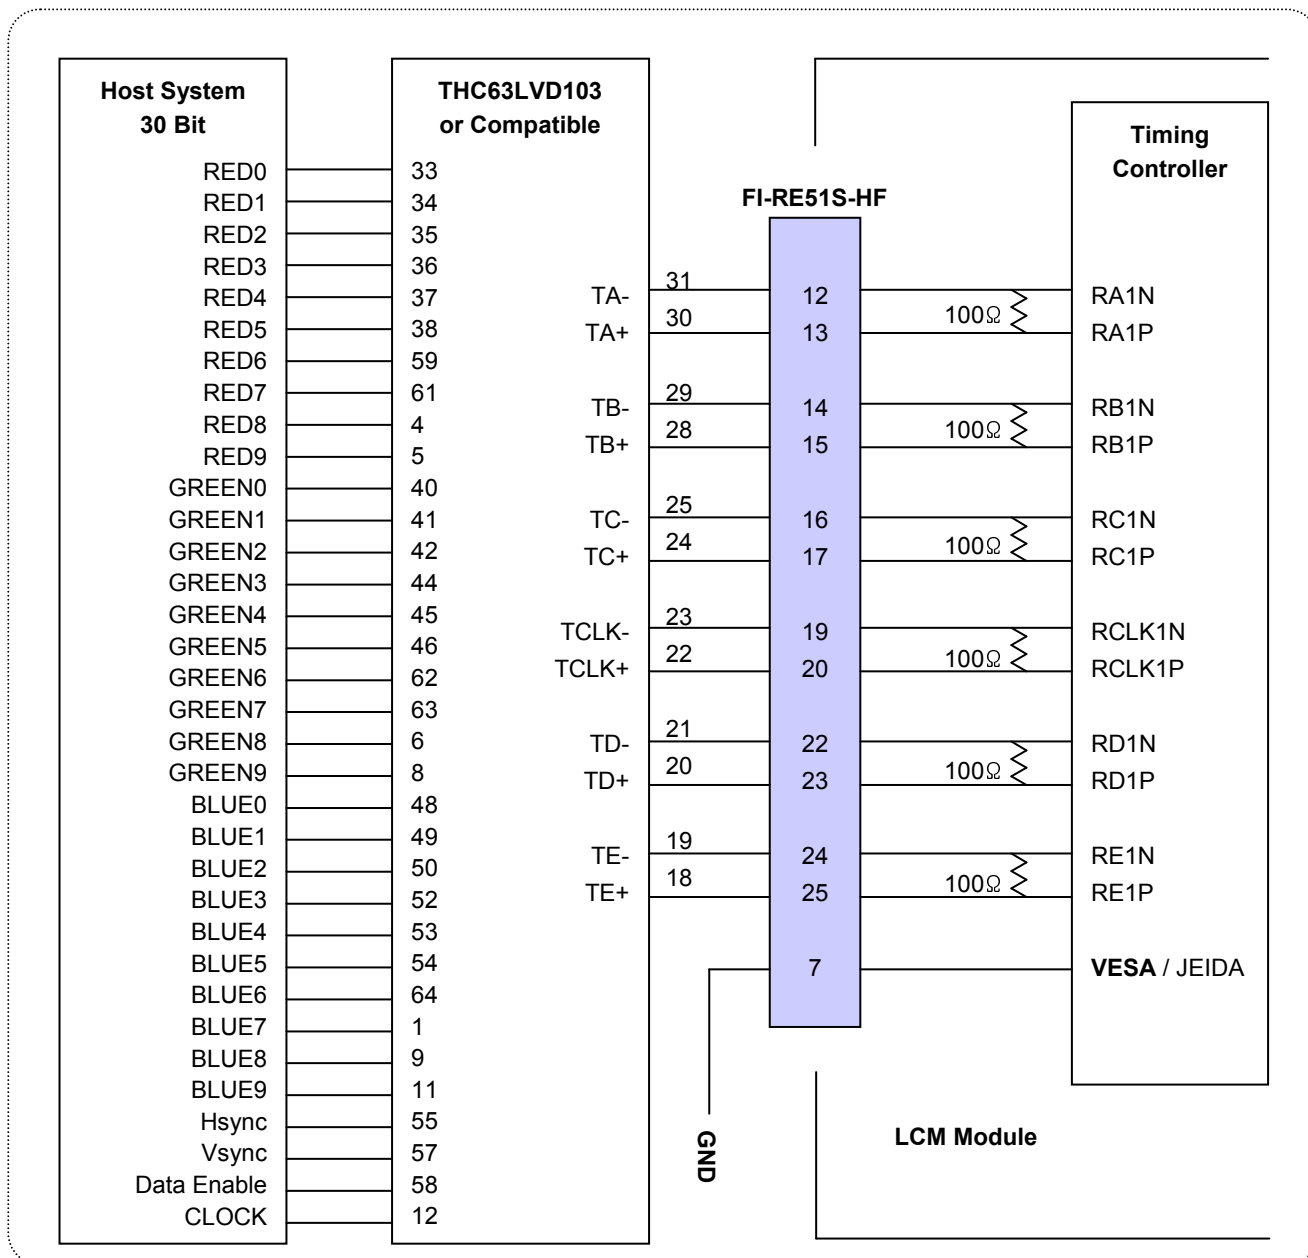 Host System
30 Bit
THC63LVD103
or Compatible
Timing
Controller
FI-RE51S-HF
RED0 33
RED1 34
RED2 35
RED3 36
RED4 37
RED5 38
RED6 59
RED7 61
RED8 4
RED9 5
GREEN0 40
GREEN1 41
GREEN2 42
GREEN3 44
GREEN4 45
GREEN5 46
GREEN6 62
GREEN7 63
GREEN8 6
GREEN9 8
BLUE0 48
BLUE1 49
BLUE2 50
BLUE3 52
BLUE4 53
BLUE5 54
BLUE6 64
BLUE7 1
BLUE8 9
BLUE9 11
Hsync 55
Vsync 57
Data Enable 58
CLOCK 12
TA- 31 12 RA1N
100Ω
TA+ 30 13 RA1P
TB- 29 14 RB1N
100Ω
TB+ 28 15 RB1P
TC- 25 16 RC1N
100Ω
TC+ 24 17 RC1P
TCLK- 23 19 RCLK1N
100Ω
TCLK+ 22 20 RCLK1P
TD- 21 22 RD1N
100Ω
TD+ 20 23 RD1P
TE- 19 24 RE1N
100Ω
TE+ 18 25 RE1P
7 VESA / JEIDA
GND
LCM Module